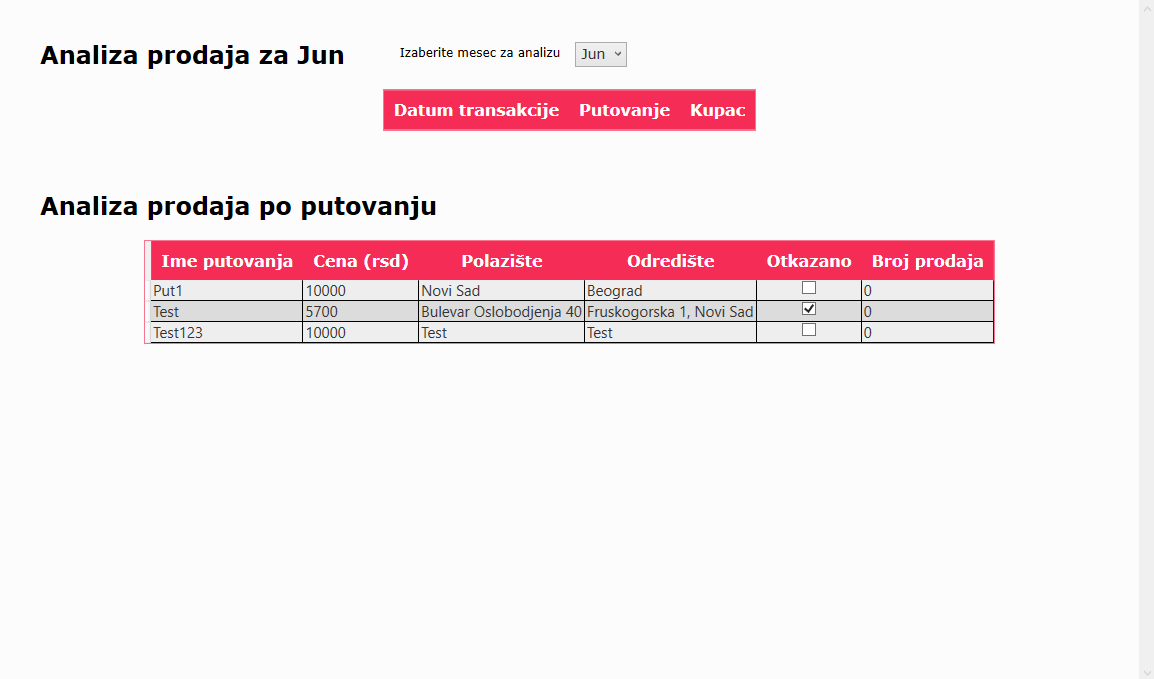 Analiza prodaja za Jun Izaberite mesec za analizu Jun
Datum transakcije Putovanje Kupac
Analiza prodaja po putovanju
Ime putovanja Cena (rsd) Polazište Odredište Otkazano Broj prodaja
Put1 10000 Novi Sad Beograd 0
Test 5700 Bulevar Oslobodjenja 40 Fruskogorska 1, Novi Sad 0
Test123 10000 Test Test 0